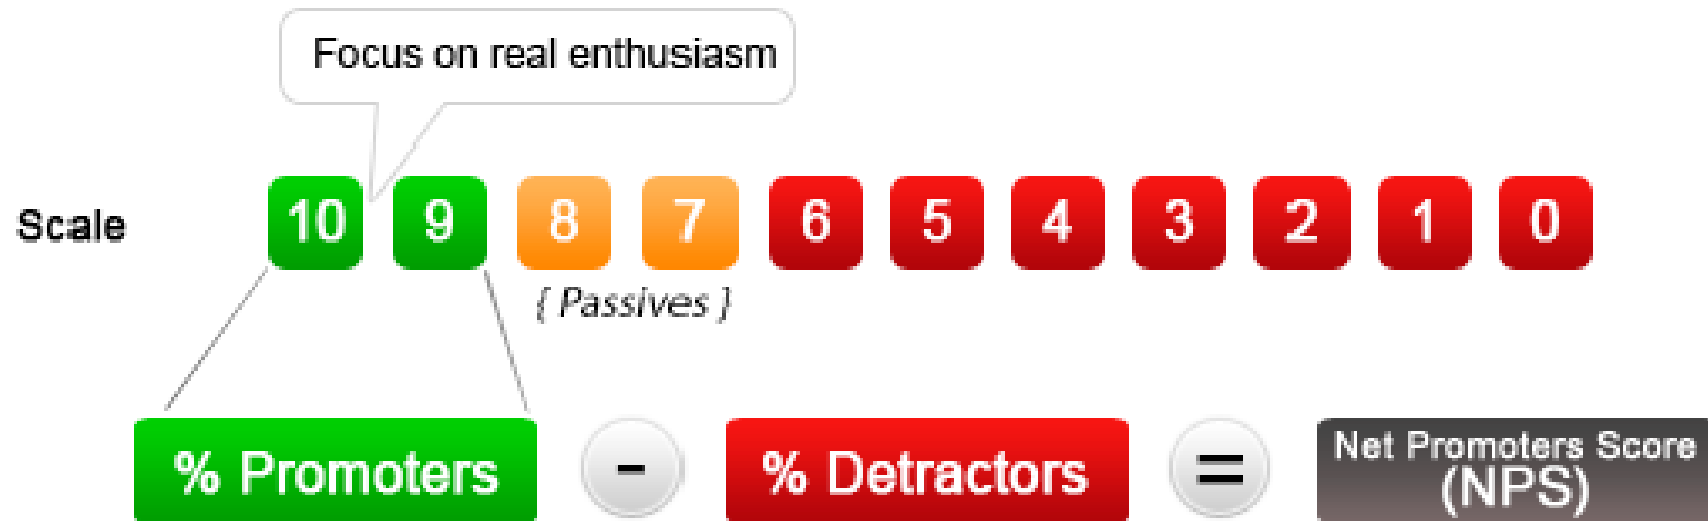 Focus on real enthusiasm
Scale 10 9 8 7 6 5 4 3 2 1 0
{ Passives }
% Promoters - % Detractors = Net Promoters Score
(NPS)